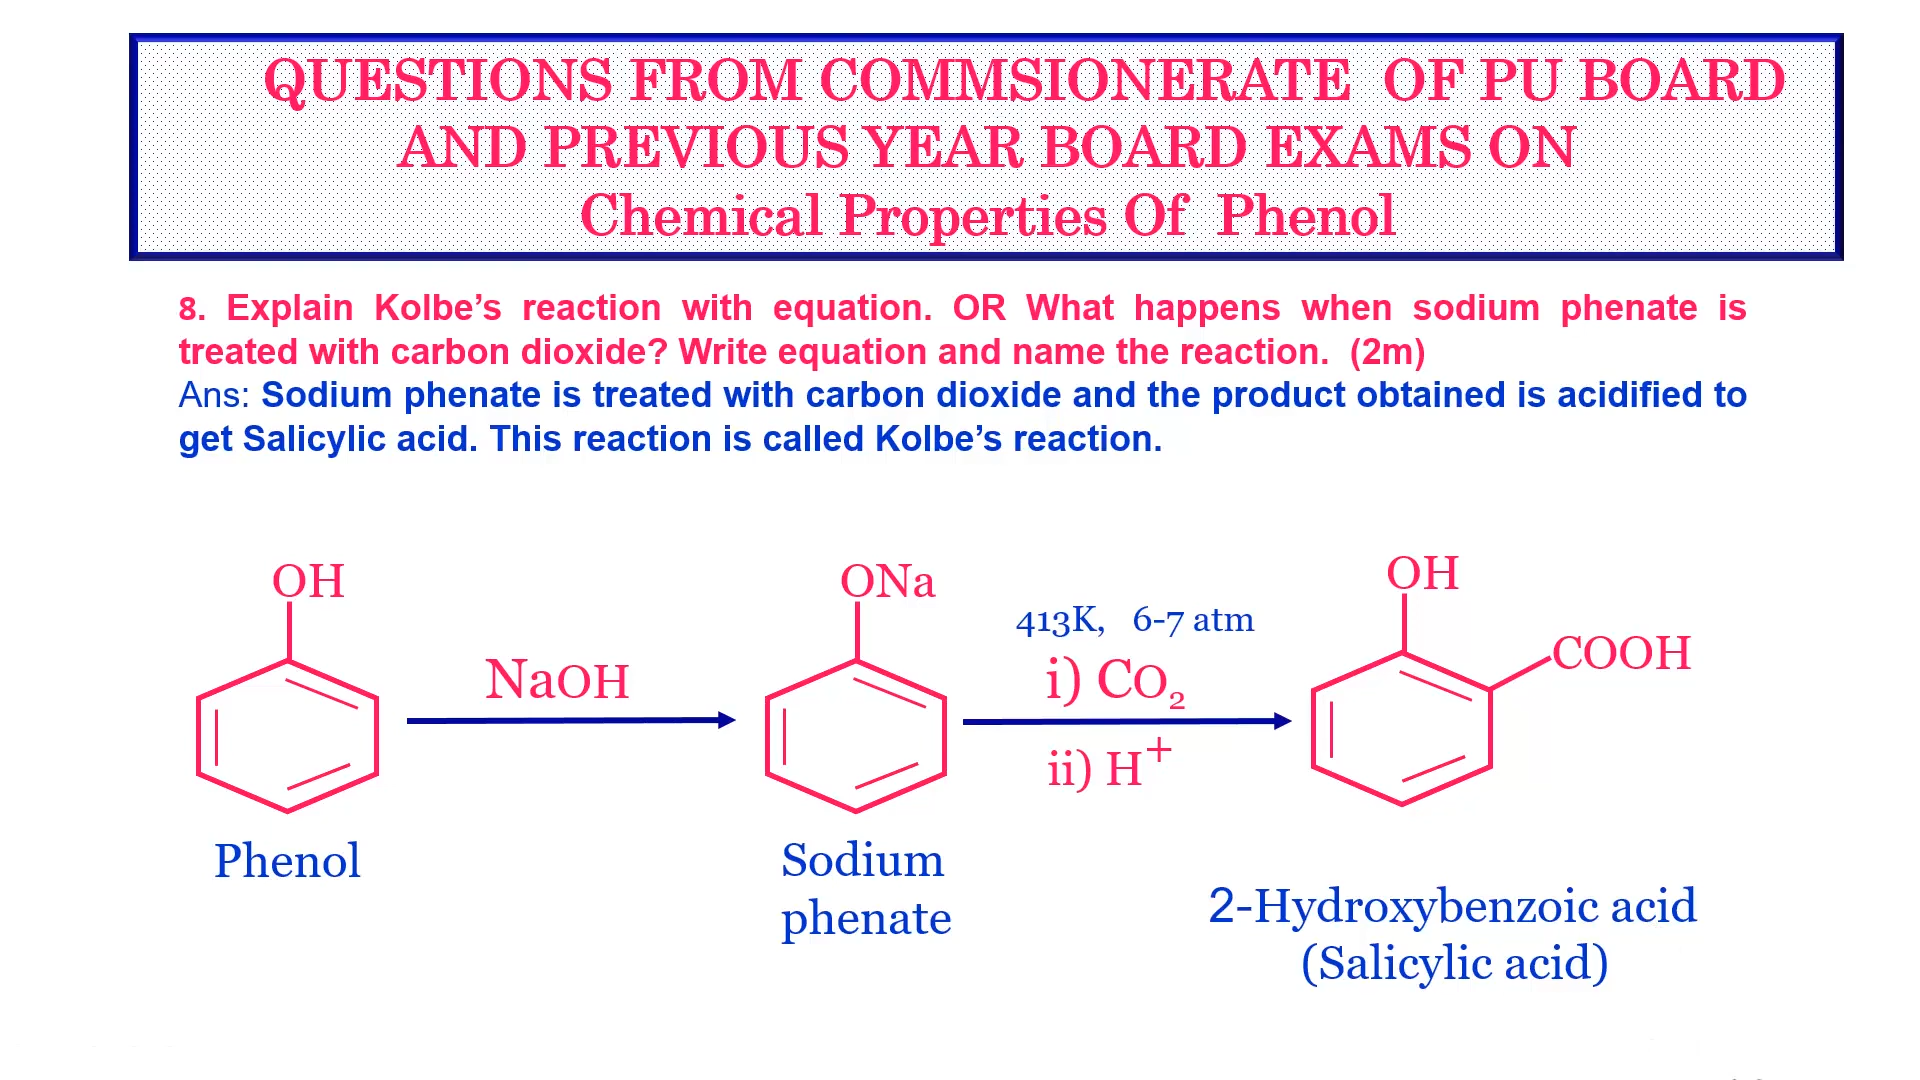 QUESTIONS FROM COMMSIONERATE OF PU BOARD
AND PREVIOUS YEAR BOARD EXAMS ON
Chemical Properties Of Phenol
8. Explain Kolbe’s reaction with equation. OR What happens when sodium phenate is
treated with carbon dioxide? Write equation and name the reaction. (2m)
Ans: Sodium phenate is treated with carbon dioxide and the product obtained is acidified to
get Salicylic acid. This reaction is called Kolbe’s reaction.
OH
NaOH
Phenol
ONa
Sodium
phenate
413K, 6-7 atm
i) CO₂
ii) H⁺
OH
COOH
2-Hydroxybenzoic acid
(Salicylic acid)